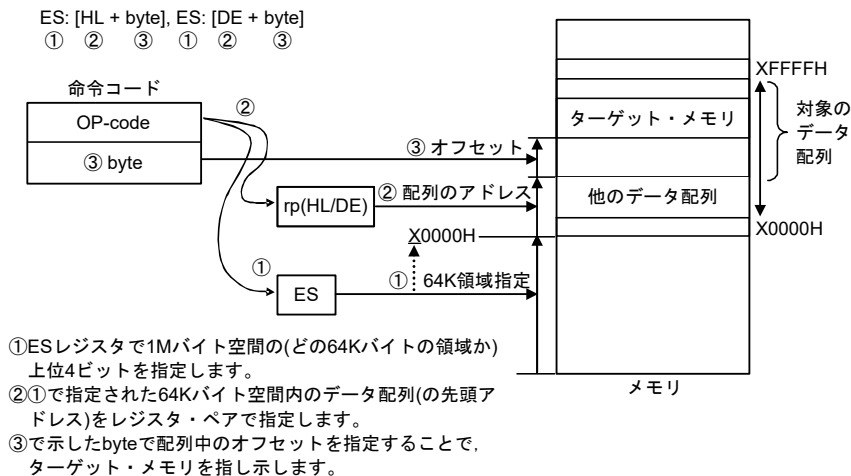 ES: [HL + byte], ES: [DE + byte]
① ② ③ ① ② ③
命令コード
OP-code
③ byte
②
rp(HL/DE)
①
ES
③ オフセット
② 配列のアドレス
X0000H
① 64K領域指定
XFFFFH
ターゲット・メモリ
対象の
データ
配列
他のデータ配列
X0000H
メモリ
①ESレジスタで1Mバイト空間の(どの64Kバイトの領域か)
上位4ビットを指定します。
②①で指定された64Kバイト空間内のデータ配列(の先頭ア
ドレス)をレジスタ・ペアで指定します。
③で示したbyteで配列中のオフセットを指定することで,
ターゲット・メモリを指し示します。